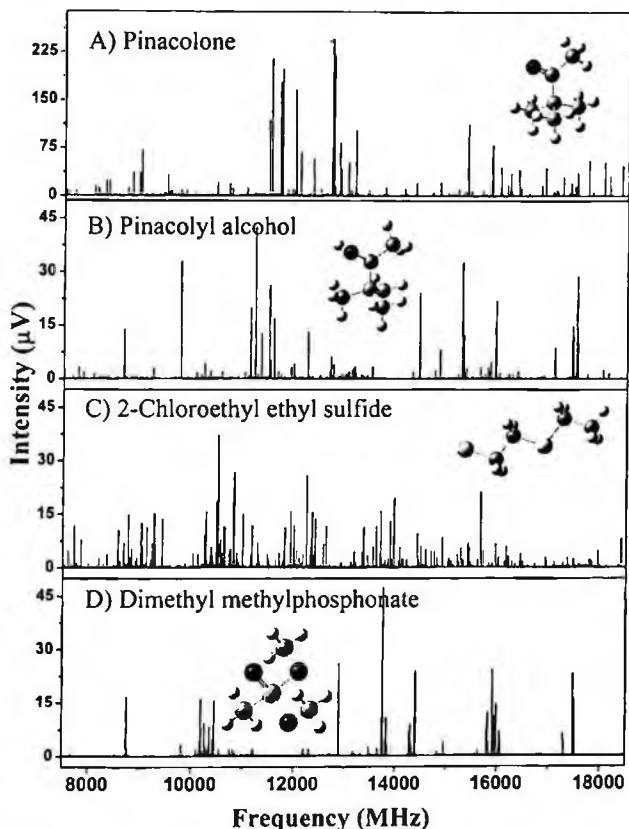 A) Pinacolone
225
150
75
0
B) Pinacolyl alcohol
45
30
15
0
C) 2-Chloroethyl ethyl sulfide
45
30
15
0
D) Dimethyl methylphosphonate
45
30
15
0
8000 10000 12000 14000 16000 18000
Intensity (μV)
Frequency (MHz)